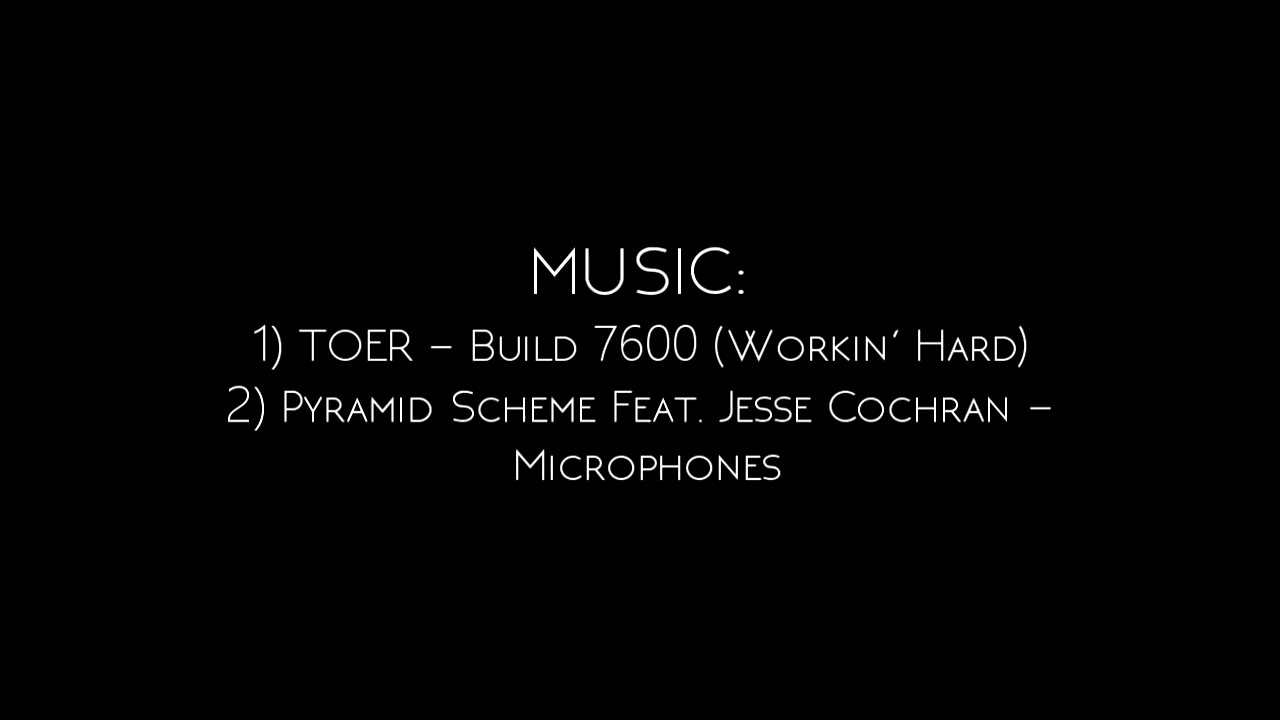 MUSIC:
1) TOER – Build 7600 (Workin' Hard)
2) Pyramid Scheme Feat. Jesse Cochran –
Microphones